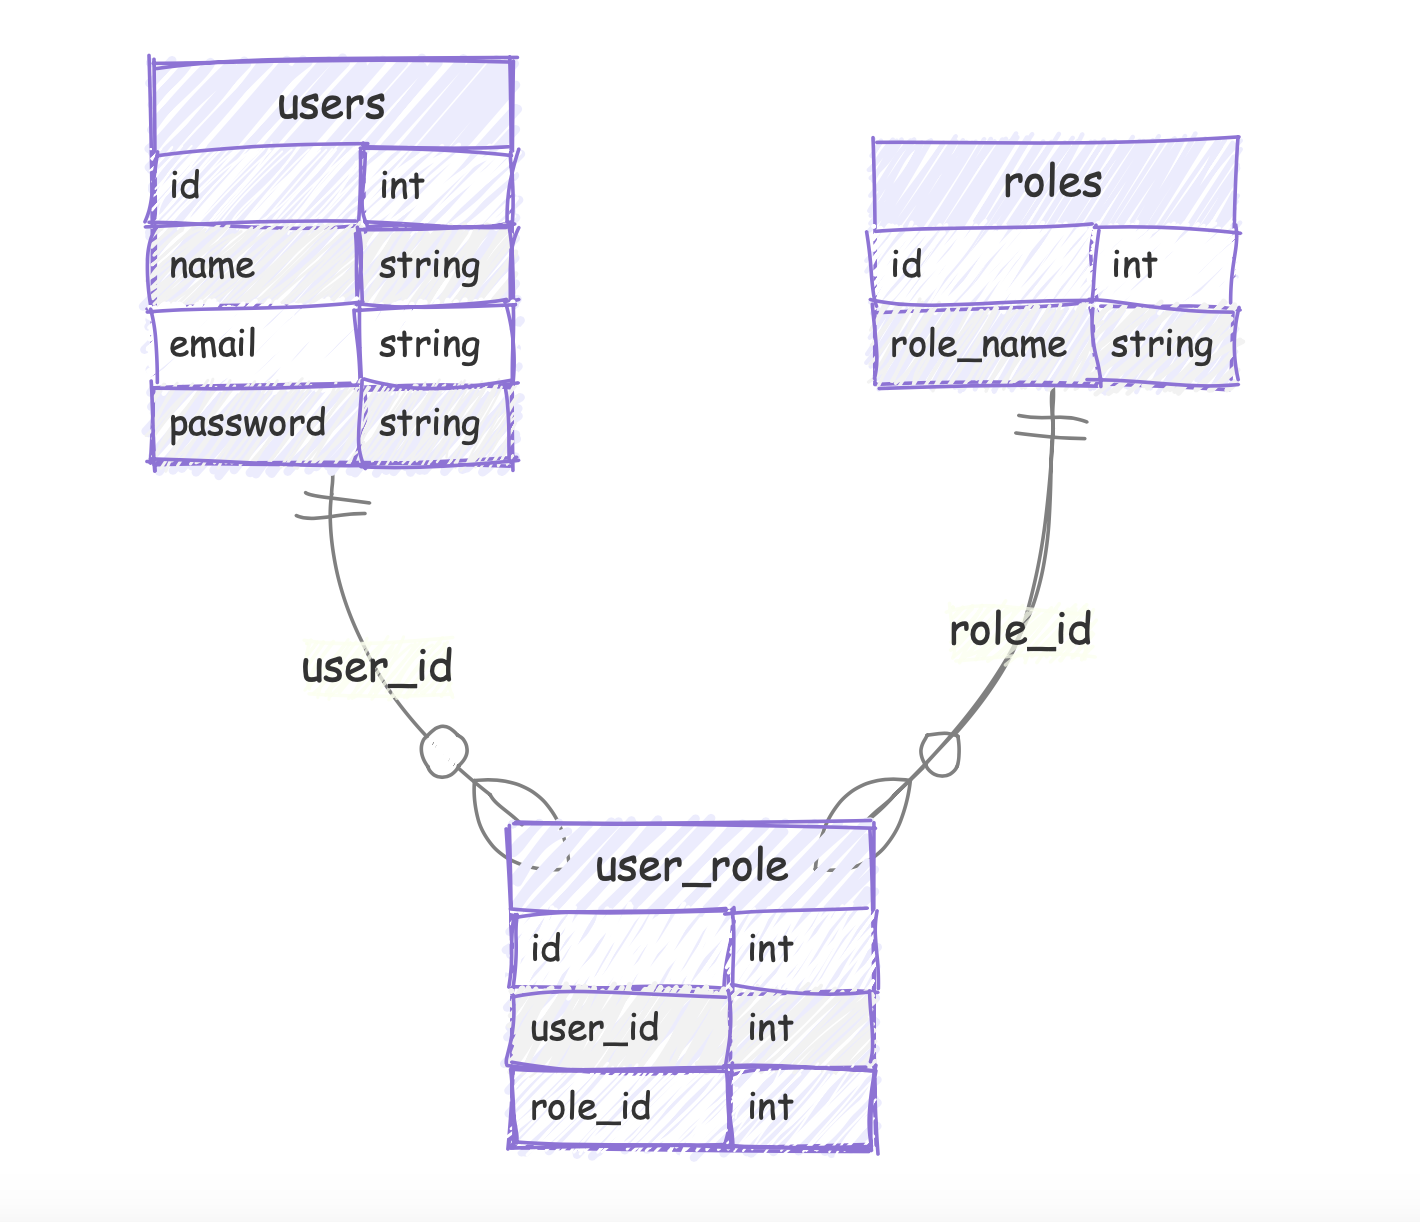 users
id int
name string
email string
password string
roles
id int
role_name string
user_id
role_id
user_role
id int
user_id int
role_id int